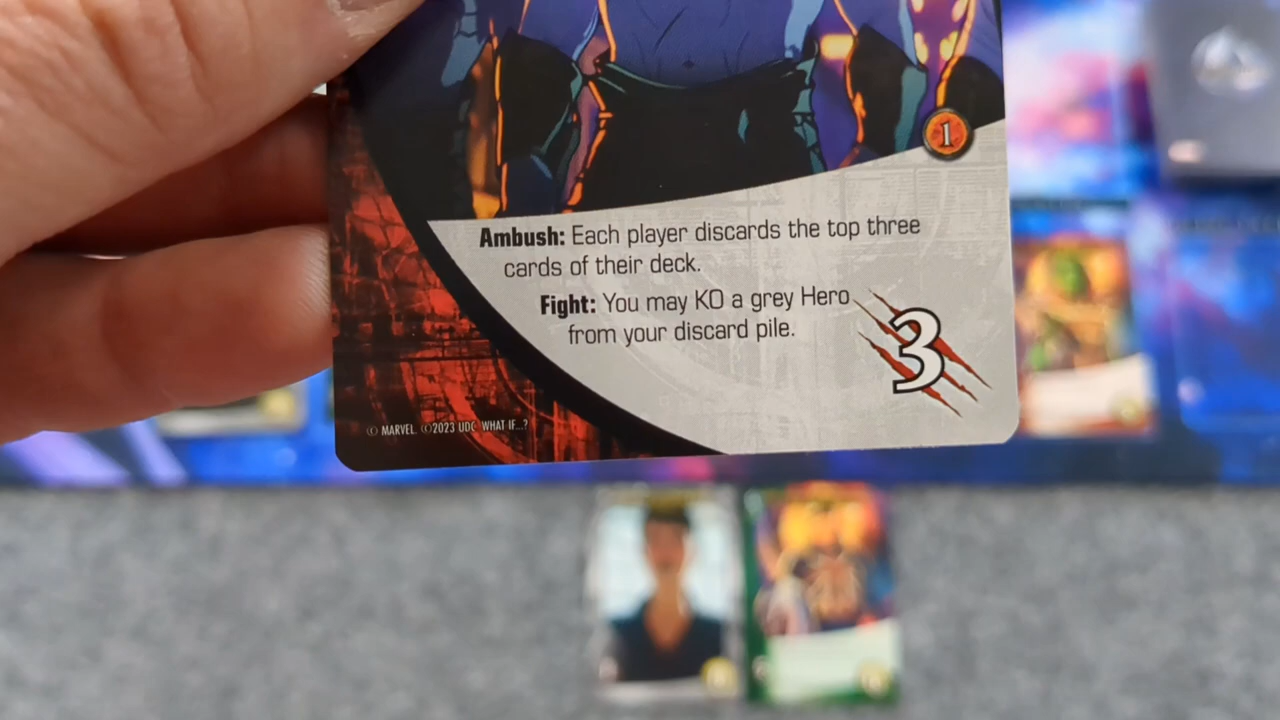 1
Ambush: Each player discards the top three
cards of their deck.
Fight: You may KO a grey Hero
from your discard pile.
3
© MARVEL. ©2023 UDC WHAT IF...?